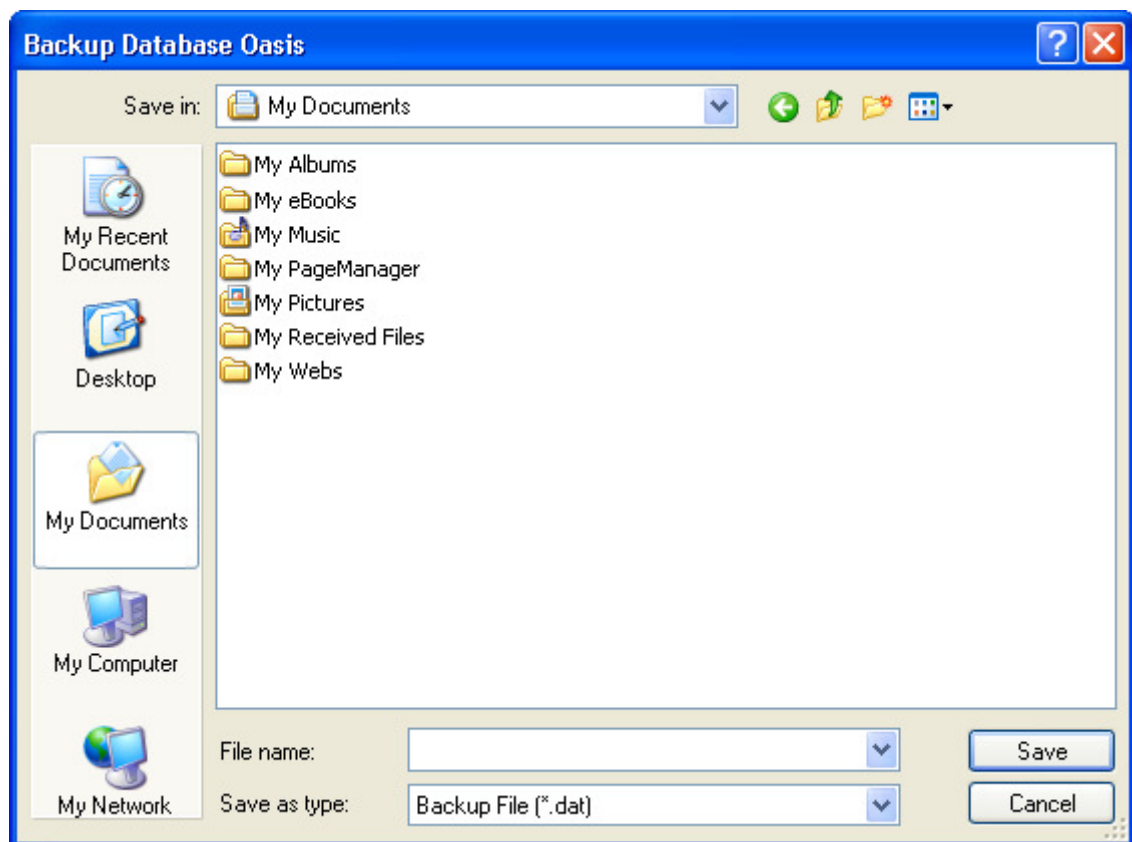 Backup Database Oasis
Save in: My Documents
My Albums
My eBooks
My Music
My PageManager
My Pictures
My Received Files
My Webs
My Recent
Documents
Desktop
My Documents
My Computer
My Network
File name:
Save
Save as type: Backup File (*.dat)
Cancel